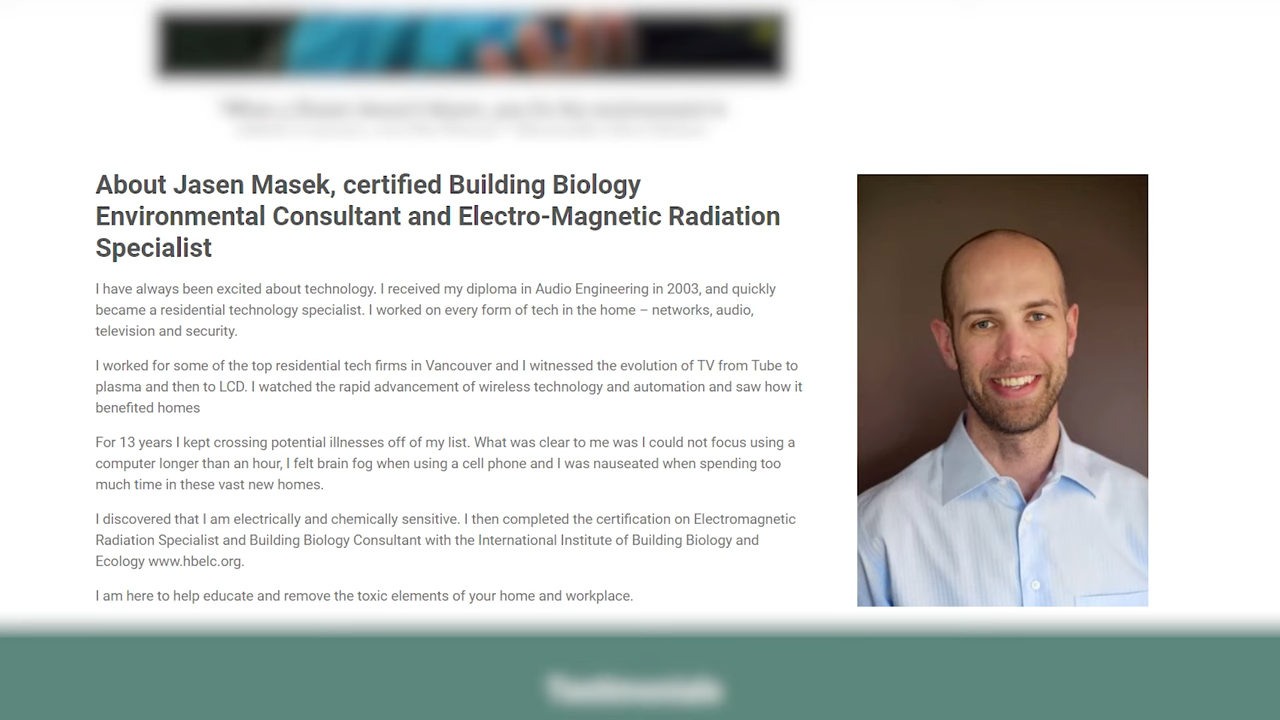 About Jasen Masek, certified Building Biology
Environmental Consultant and Electro-Magnetic Radiation
Specialist
I have always been excited about technology. I received my diploma in Audio Engineering in 2003, and quickly
became a residential technology specialist. I worked on every form of tech in the home – networks, audio,
television and security.
I worked for some of the top residential tech firms in Vancouver and I witnessed the evolution of TV from Tube to
plasma and then to LCD. I watched the rapid advancement of wireless technology and automation and saw how it
benefited homes
For 13 years I kept crossing potential illnesses off of my list. What was clear to me was I could not focus using a
computer longer than an hour, I felt brain fog when using a cell phone and I was nauseated when spending too
much time in these vast new homes.
I discovered that I am electrically and chemically sensitive. I then completed the certification on Electromagnetic
Radiation Specialist and Building Biology Consultant with the International Institute of Building Biology and
Ecology www.hbelc.org.
I am here to help educate and remove the toxic elements of your home and workplace.
Testimonials